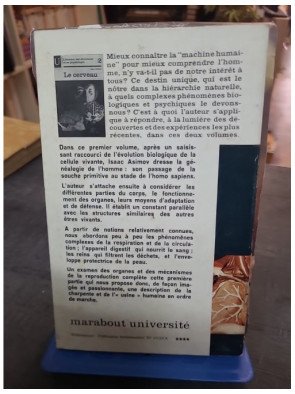 2
Le cerveau
Mieux connaître la "machine humai-
ne" pour mieux comprendre l'hom-
me, n'y va-t-il pas de notre intérêt à
tous? Ce destin unique, qui est le
nôtre dans la hiérarchie naturelle,
à quels complexes phénomènes bio-
logiques et psychiques le devons-
nous? C'est à quoi l'auteur s'appli-
que à répondre, à la lumière des dé-
couvertes et des expériences les plus
récentes, dans ces deux volumes.
Dans ce premier volume, après un saisis-
sant raccourci de l'évolution biologique de la
cellule vivante, Isaac Asimov dresse la gé-
néalogie de l'homme : son passage de la
souche primitive au stade de l'homo sapiens.
L'auteur s'attache ensuite à considérer les
différentes parties du corps, le fonctionne-
ment des organes, leurs moyens d'adaptation
et de défense. Il établit un constant parallèle
avec les structures similaires des autres
êtres vivants.
A partir de notions relativement connues,
nous abordons peu à peu les phénomènes
complexes de la respiration et de la circula-
tion ; l'appareil digestif qui nourrit le sang ;
les reins qui filtrent les déchets, et l'en-
veloppe protectrice de la peau.
Un examen des organes et des mécanismes
de la reproduction complète cette première
partie qui nous propose donc, de façon ima-
gée et passionnante, une description de la
charpente et de l'« usine » humaine en ordre
de marche.
marabout université
****